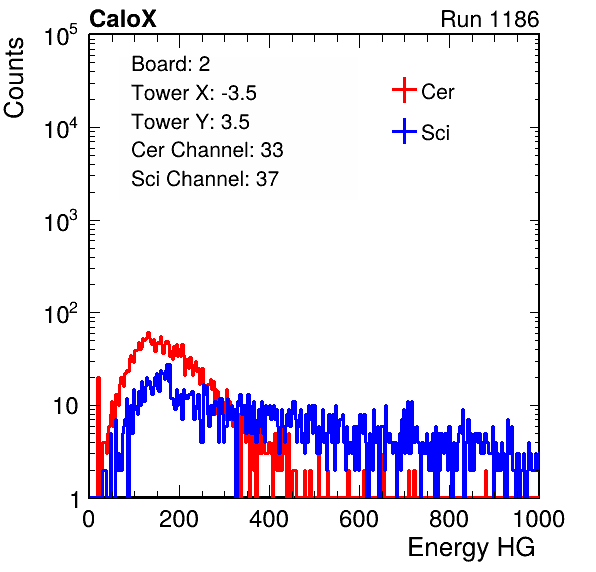 CaloX Run 1186
Counts
Board: 2
Tower X: -3.5
Tower Y: 3.5
Cer Channel: 33
Sci Channel: 37
Cer
Sci
10^5
10^4
10^3
10^2
10
1
0 200 400 600 800 1000
Energy HG